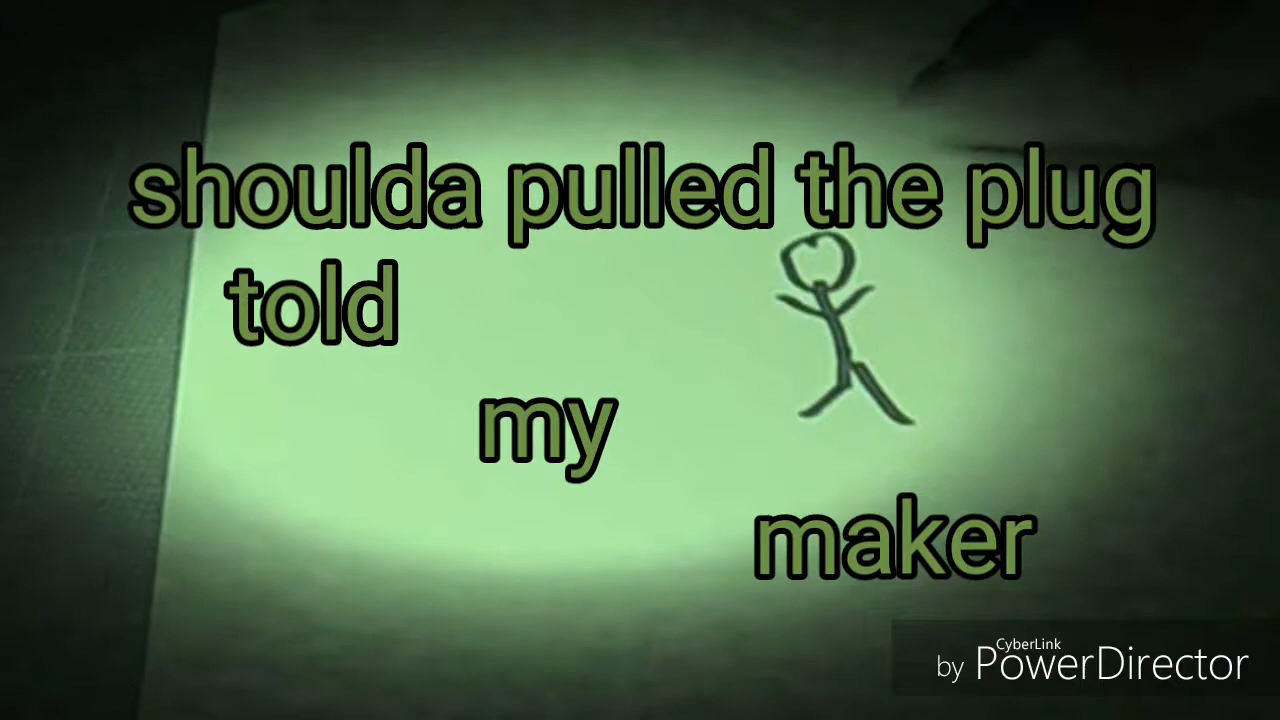 shoulda pulled the plug
told
my
maker
by CyberLink PowerDirector